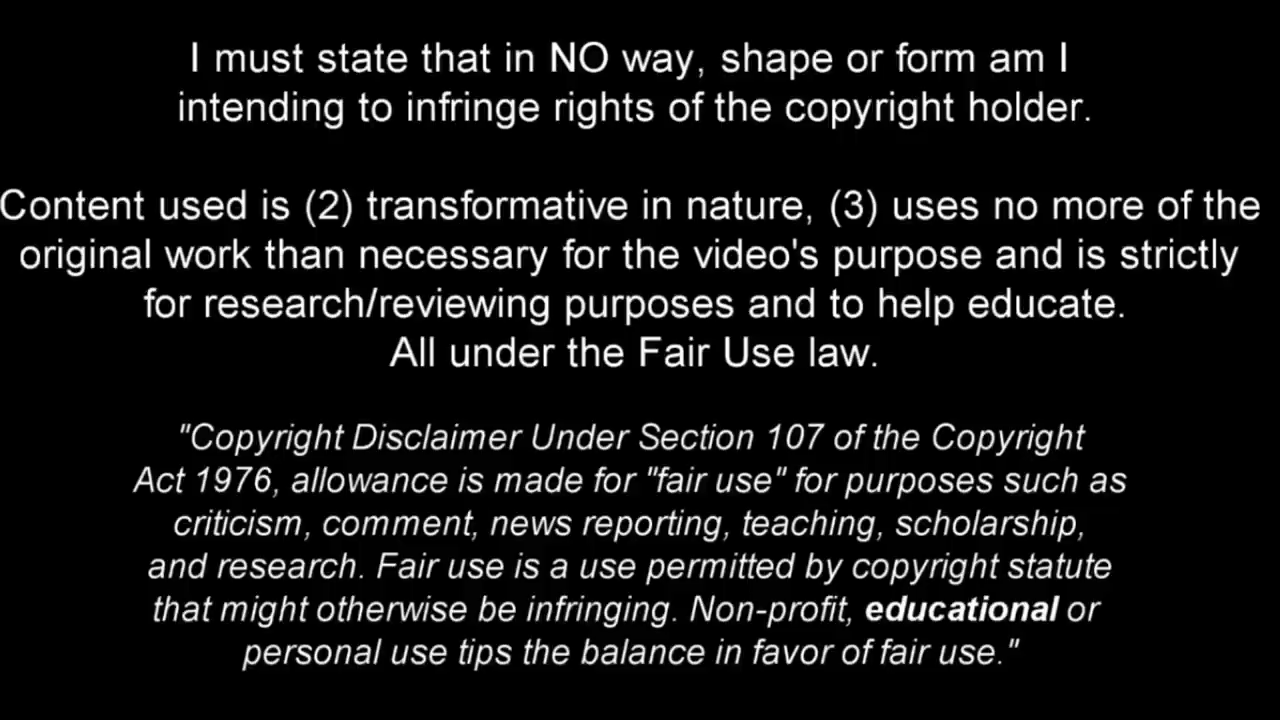 I must state that in NO way, shape or form am I
intending to infringe rights of the copyright holder.
Content used is (2) transformative in nature, (3) uses no more of the
original work than necessary for the video's purpose and is strictly
for research/reviewing purposes and to help educate.
All under the Fair Use law.
"Copyright Disclaimer Under Section 107 of the Copyright
Act 1976, allowance is made for "fair use" for purposes such as
criticism, comment, news reporting, teaching, scholarship,
and research. Fair use is a use permitted by copyright statute
that might otherwise be infringing. Non-profit, educational or
personal use tips the balance in favor of fair use."